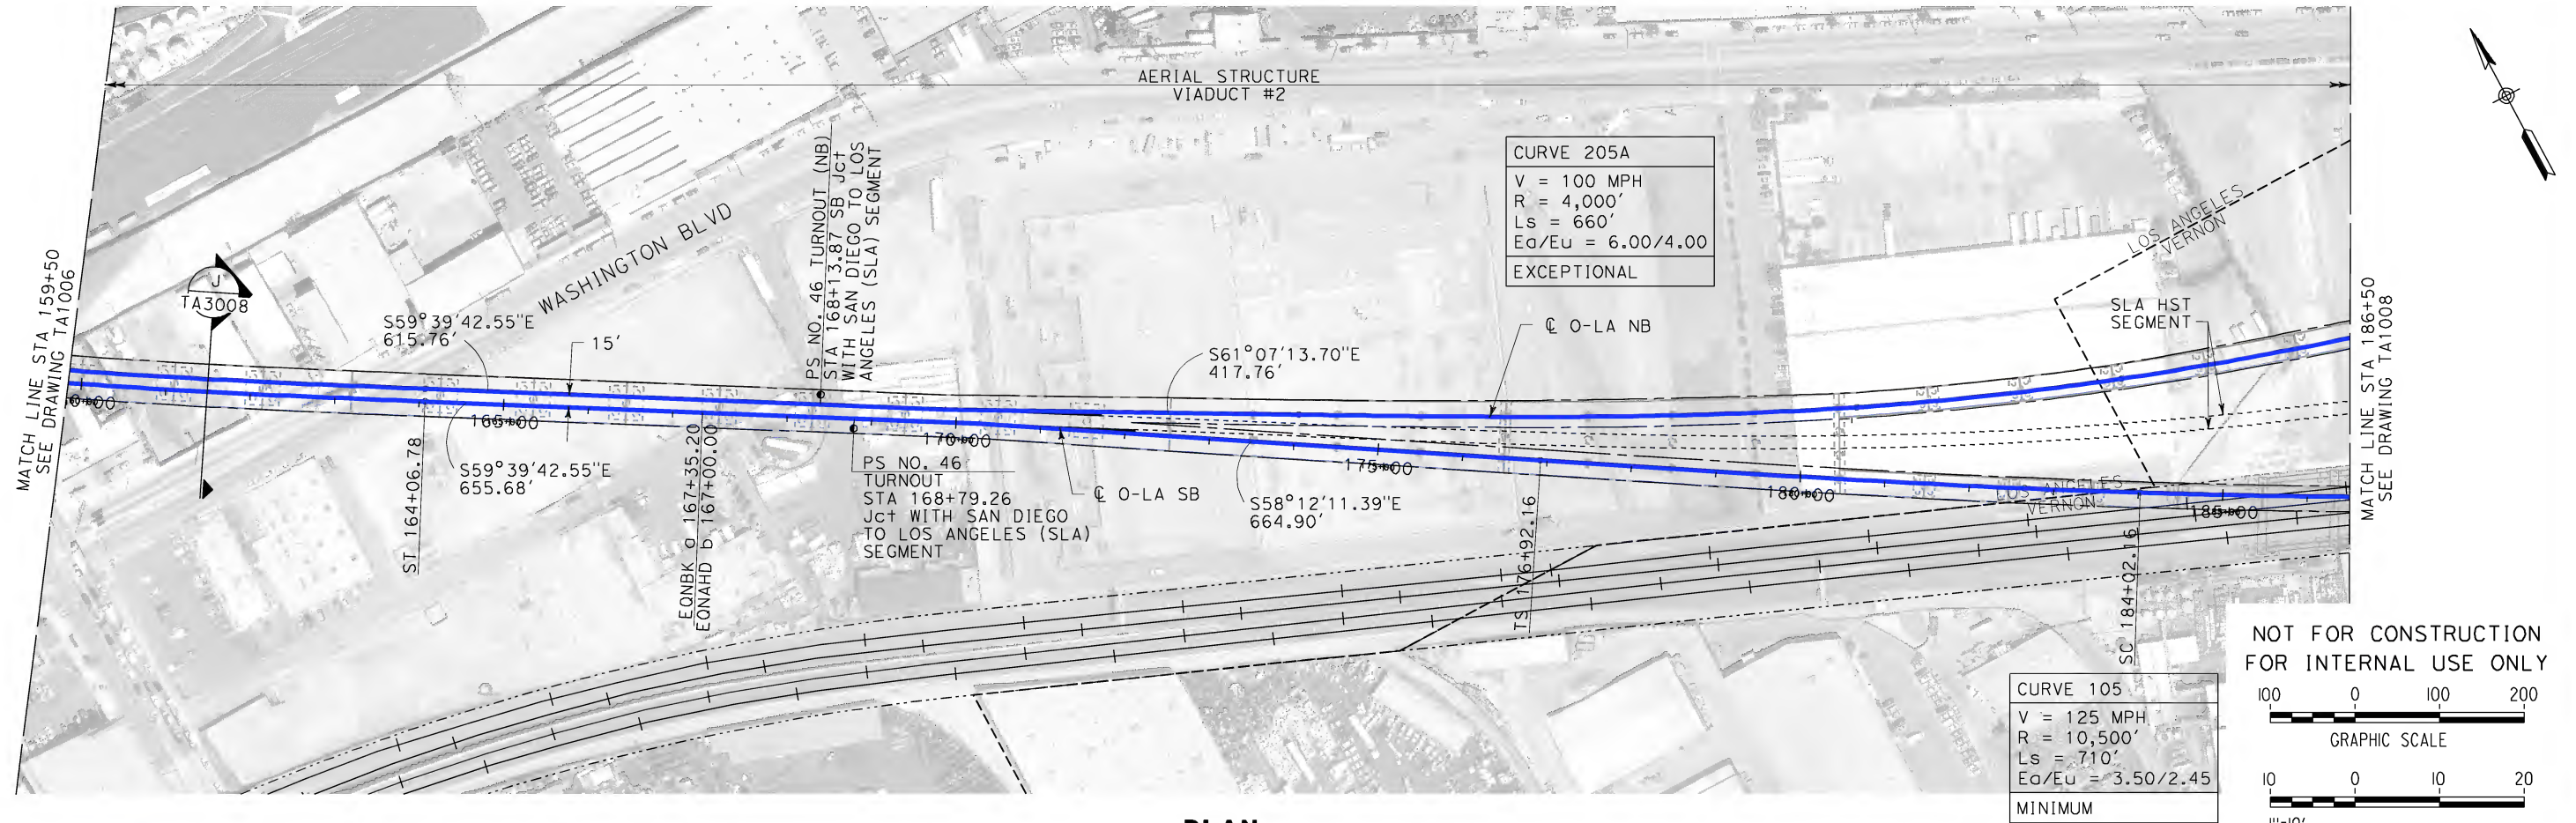 AERIAL STRUCTURE
VIADUCT #2
MATCH LINE STA 159+50
SEE DRAWING TA1006
J
TA3008
WASHINGTON BLVD
S59°39'42.55"E
615.76'
15'
PS NO. 46 TURNOUT (NB)
STA 168+13.87 SB Jct
WITH SAN DIEGO TO LOS
ANGELES (SLA) SEGMENT
CURVE 205A
V = 100 MPH
R = 4,000'
Ls = 660'
Ea/Eu = 6.00/4.00
EXCEPTIONAL
LOS ANGELES
VERNON
SLA HST
SEGMENT
MATCH LINE STA 186+50
SEE DRAWING TA1008
℄ O-LA NB
S61°07'13.70"E
417.76'
165+00
170+00
175+00
180+00
185+00
LOS ANGELES
VERNON
ST 164+06.78
S59°39'42.55"E
655.68'
EQNBK a 167+35.20
EQNAHD b 167+00.00
PS NO. 46
TURNOUT
STA 168+79.26
Jct WITH SAN DIEGO
TO LOS ANGELES (SLA)
SEGMENT
℄ O-LA SB
S58°12'11.39"E
664.90'
TS 176+92.16
SC 184+02.16
NOT FOR CONSTRUCTION
FOR INTERNAL USE ONLY
100 0 100 200
GRAPHIC SCALE
10 0 10 20
CURVE 105
V = 125 MPH
R = 10,500'
Ls = 710'
Ea/Eu = 3.50/2.45
MINIMUM
PLAN